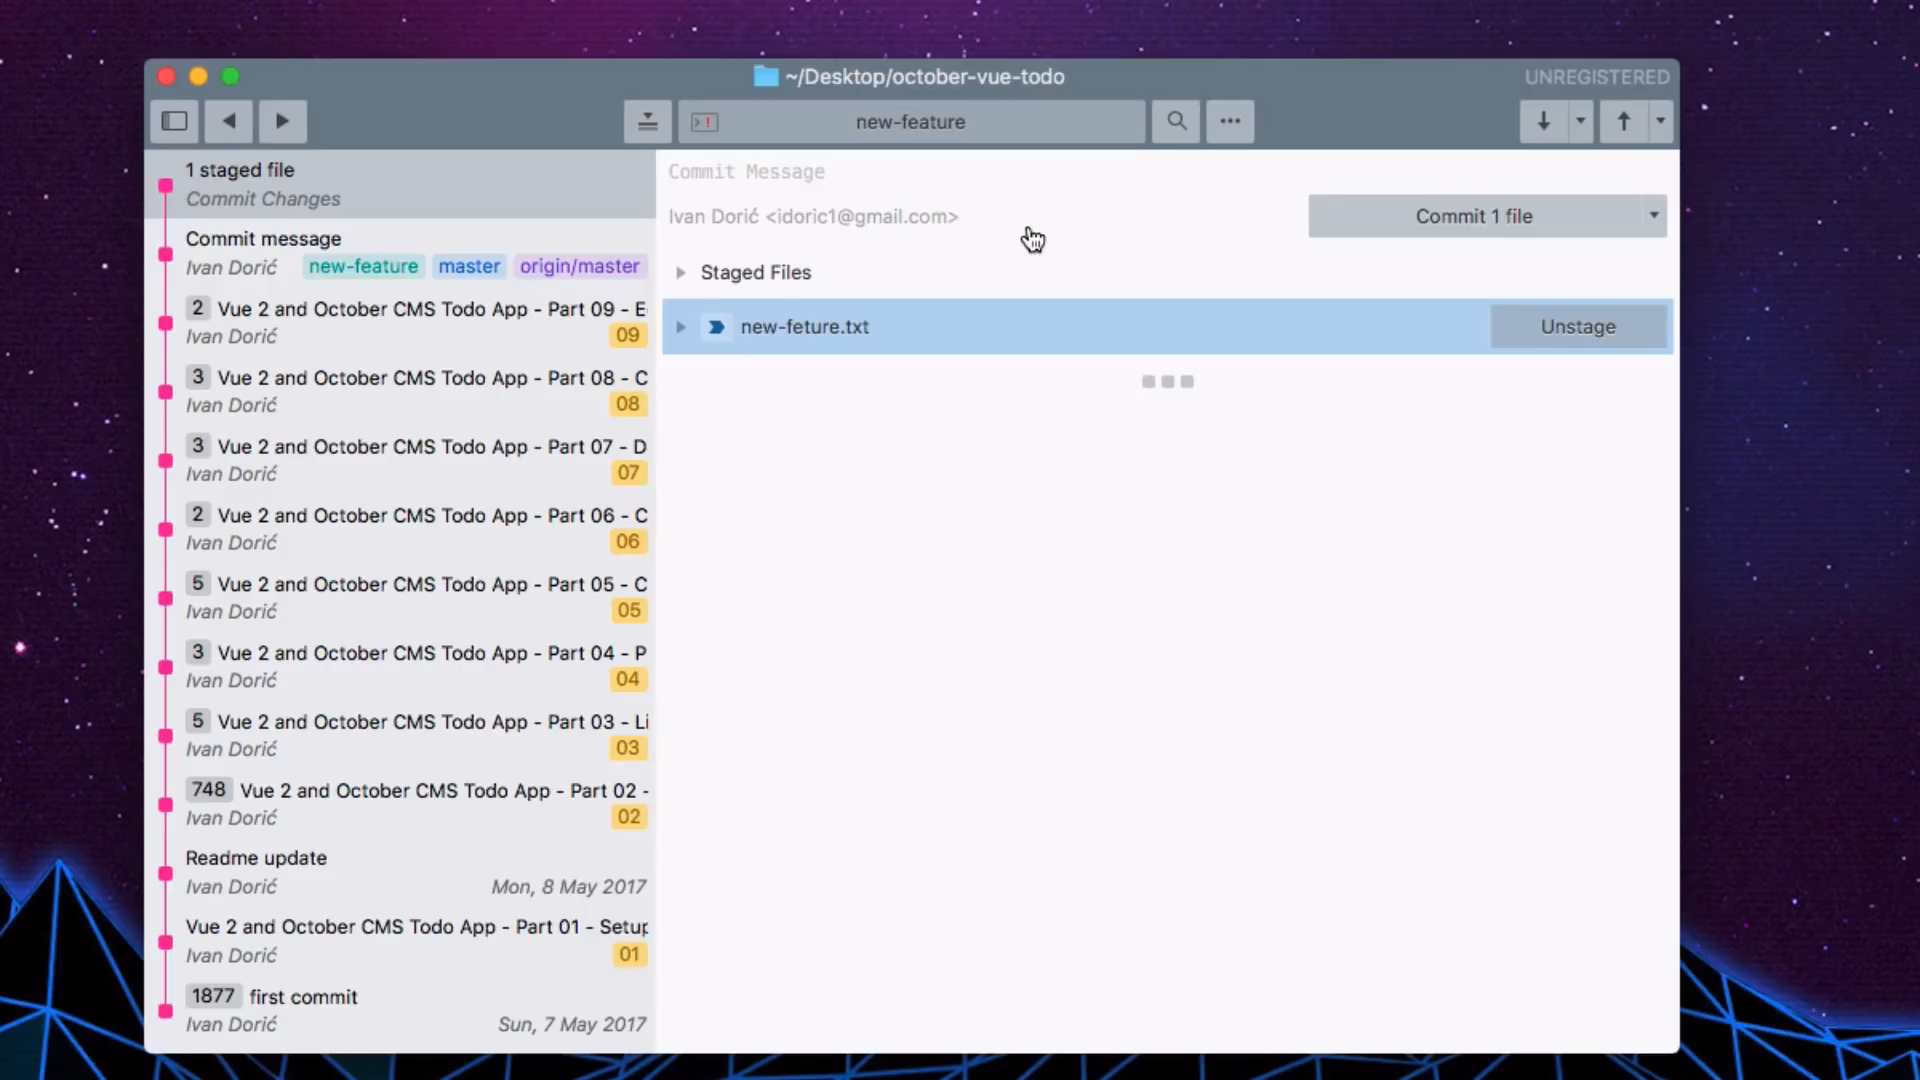 ~/Desktop/october-vue-todo
UNREGISTERED
new-feature
1 staged file
Commit Changes
Commit message
Ivan Dorić new-feature master origin/master
2 Vue 2 and October CMS Todo App - Part 09 - E
Ivan Dorić 09
3 Vue 2 and October CMS Todo App - Part 08 - C
Ivan Dorić 08
3 Vue 2 and October CMS Todo App - Part 07 - D
Ivan Dorić 07
2 Vue 2 and October CMS Todo App - Part 06 - C
Ivan Dorić 06
5 Vue 2 and October CMS Todo App - Part 05 - C
Ivan Dorić 05
3 Vue 2 and October CMS Todo App - Part 04 - P
Ivan Dorić 04
5 Vue 2 and October CMS Todo App - Part 03 - Li
Ivan Dorić 03
748 Vue 2 and October CMS Todo App - Part 02 -
Ivan Dorić 02
Readme update
Ivan Dorić Mon, 8 May 2017
Vue 2 and October CMS Todo App - Part 01 - Setup
Ivan Dorić 01
1877 first commit
Ivan Dorić Sun, 7 May 2017
Commit Message
Ivan Dorić <idoric1@gmail.com>
Commit 1 file
Staged Files
new-feture.txt
Unstage